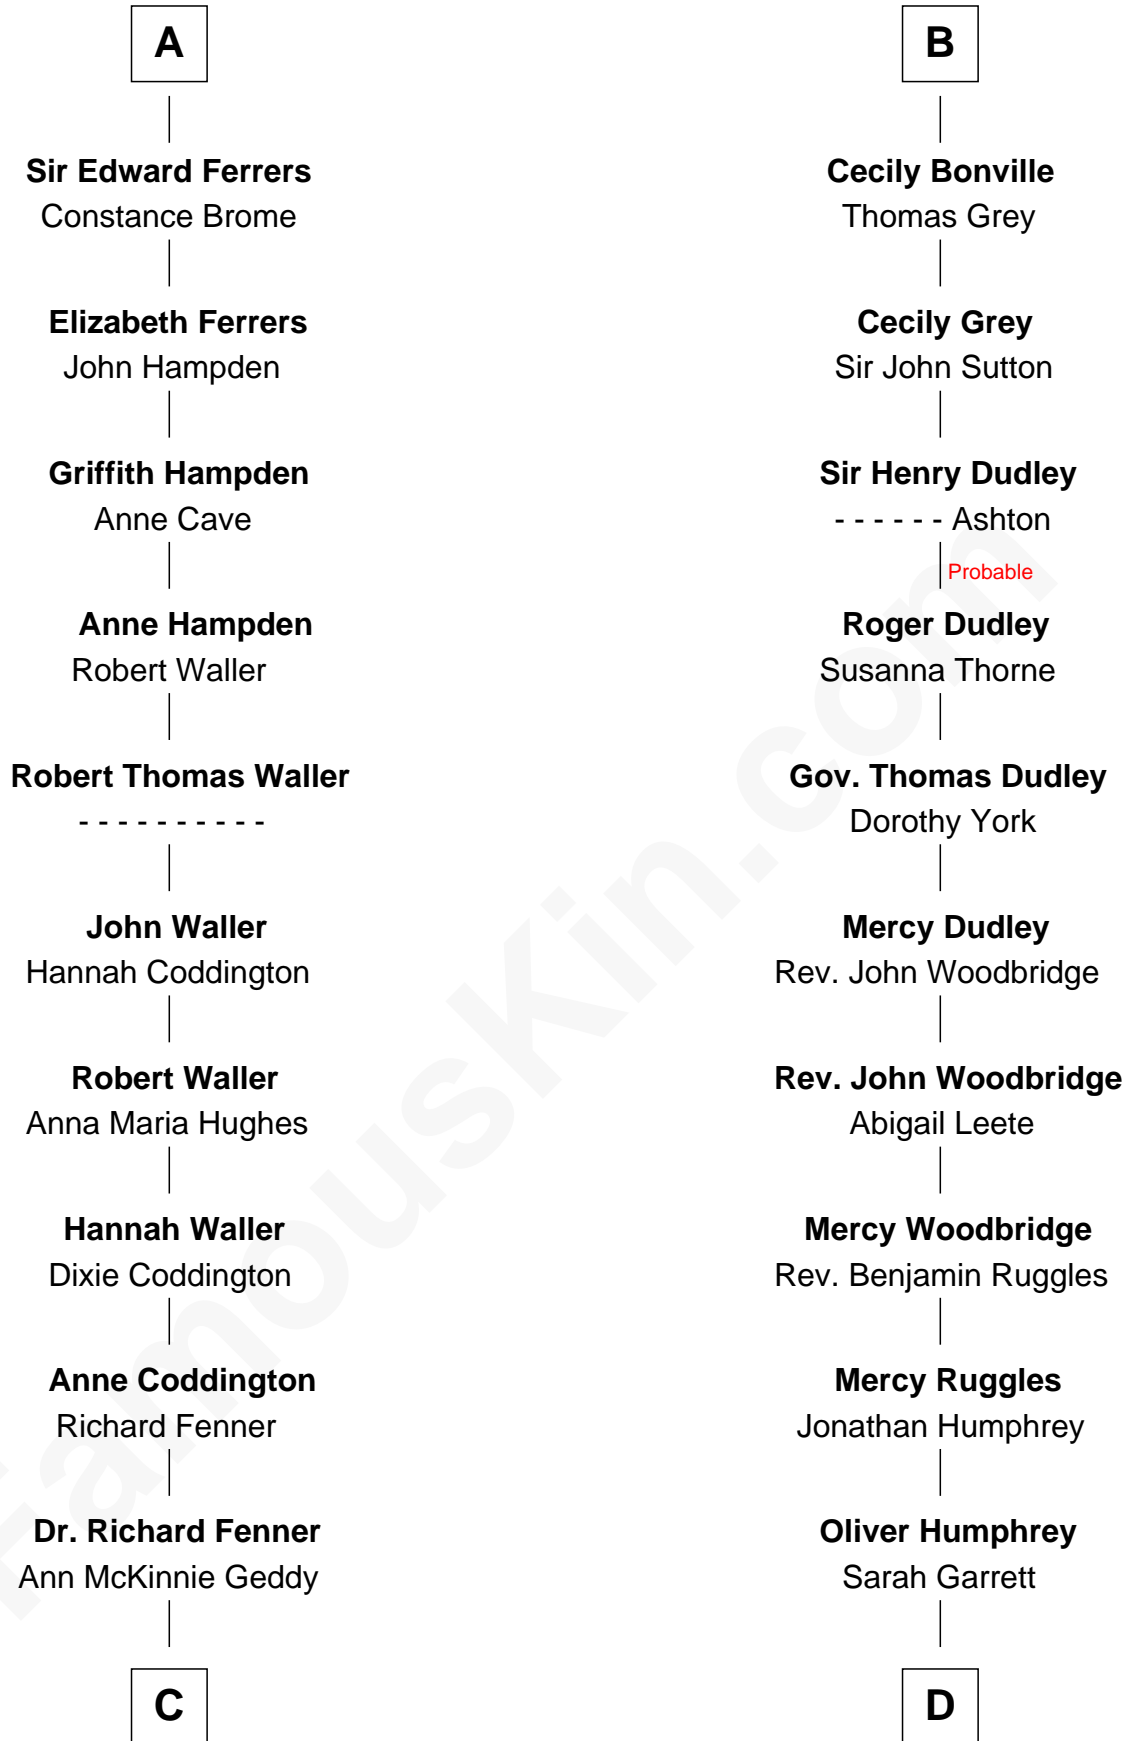 A
Sir Edward Ferrers
Constance Brome
Elizabeth Ferrers
John Hampden
Griffith Hampden
Anne Cave
Anne Hampden
Robert Waller
Robert Thomas Waller
- - - - - - - - - -
John Waller
Hannah Coddington
Robert Waller
Anna Maria Hughes
Hannah Waller
Dixie Coddington
Anne Coddington
Richard Fenner
Dr. Richard Fenner
Ann McKinnie Geddy
C
B
Cecily Bonville
Thomas Grey
Cecily Grey
Sir John Sutton
Sir Henry Dudley
- - - - - - Ashton
Probable
Roger Dudley
Susanna Thorne
Gov. Thomas Dudley
Dorothy York
Mercy Dudley
Rev. John Woodbridge
Rev. John Woodbridge
Abigail Leete
Mercy Woodbridge
Rev. Benjamin Ruggles
Mercy Ruggles
Jonathan Humphrey
Oliver Humphrey
Sarah Garrett
D
FamousKin.com